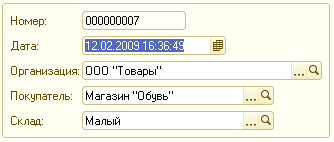 Номер: 000000007
Дата: 12.02.2009 16:36:49
Организация: ООО "Товары" ...
Покупатель: Магазин "Обувь" ...
Склад: Малый ...